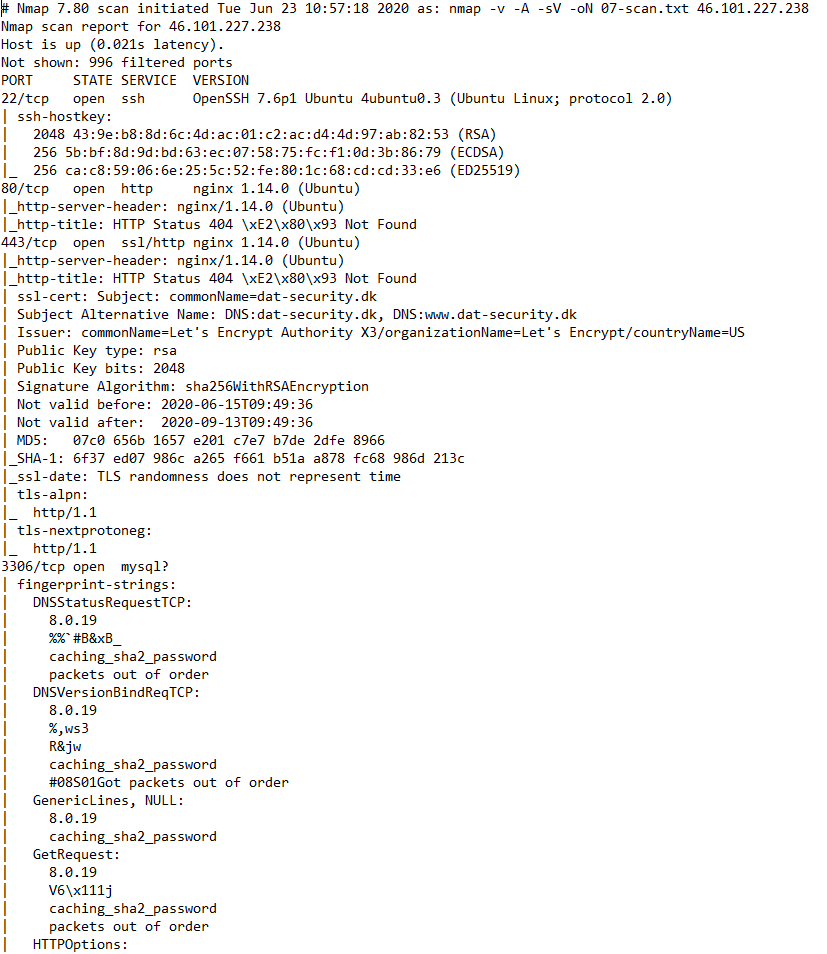 # Nmap 7.80 scan initiated Tue Jun 23 10:57:18 2020 as: nmap -v -A -sV -oN 07-scan.txt 46.101.227.238
Nmap scan report for 46.101.227.238
Host is up (0.021s latency).
Not shown: 996 filtered ports
PORT     STATE SERVICE  VERSION
22/tcp   open  ssh      OpenSSH 7.6p1 Ubuntu 4ubuntu0.3 (Ubuntu Linux; protocol 2.0)
| ssh-hostkey:
|   2048 43:9e:b8:8d:6c:4d:ac:01:c2:ac:d4:4d:97:ab:82:53 (RSA)
|   256 5b:bf:8d:9d:bd:63:ec:07:58:75:fc:f1:0d:3b:86:79 (ECDSA)
|_  256 ca:c8:59:06:6e:25:5c:52:fe:80:1c:68:cd:cd:33:e6 (ED25519)
80/tcp   open  http     nginx 1.14.0 (Ubuntu)
|_http-server-header: nginx/1.14.0 (Ubuntu)
|_http-title: HTTP Status 404 \xE2\x80\x93 Not Found
443/tcp  open  ssl/http nginx 1.14.0 (Ubuntu)
|_http-server-header: nginx/1.14.0 (Ubuntu)
|_http-title: HTTP Status 404 \xE2\x80\x93 Not Found
| ssl-cert: Subject: commonName=dat-security.dk
| Subject Alternative Name: DNS:dat-security.dk, DNS:www.dat-security.dk
| Issuer: commonName=Let's Encrypt Authority X3/organizationName=Let's Encrypt/countryName=US
| Public Key type: rsa
| Public Key bits: 2048
| Signature Algorithm: sha256WithRSAEncryption
| Not valid before: 2020-06-15T09:49:36
| Not valid after:  2020-09-13T09:49:36
| MD5:   07c0 656b 1657 e201 c7e7 b7de 2dfe 8966
|_SHA-1: 6f37 ed07 986c a265 f661 b51a a878 fc68 986d 213c
|_ssl-date: TLS randomness does not represent time
| tls-alpn:
|_  http/1.1
| tls-nextprotoneg:
|_  http/1.1
3306/tcp open  mysql?
| fingerprint-strings:
|   DNSStatusRequestTCP:
|     8.0.19
|     %%`#B&xB_
|     caching_sha2_password
|     packets out of order
|   DNSVersionBindReqTCP:
|     8.0.19
|     %,ws3
|     R&jw
|     caching_sha2_password
|     #08S01Got packets out of order
|   GenericLines, NULL:
|     8.0.19
|     caching_sha2_password
|   GetRequest:
|     8.0.19
|     V6\x111j
|     caching_sha2_password
|     packets out of order
|   HTTPOptions: